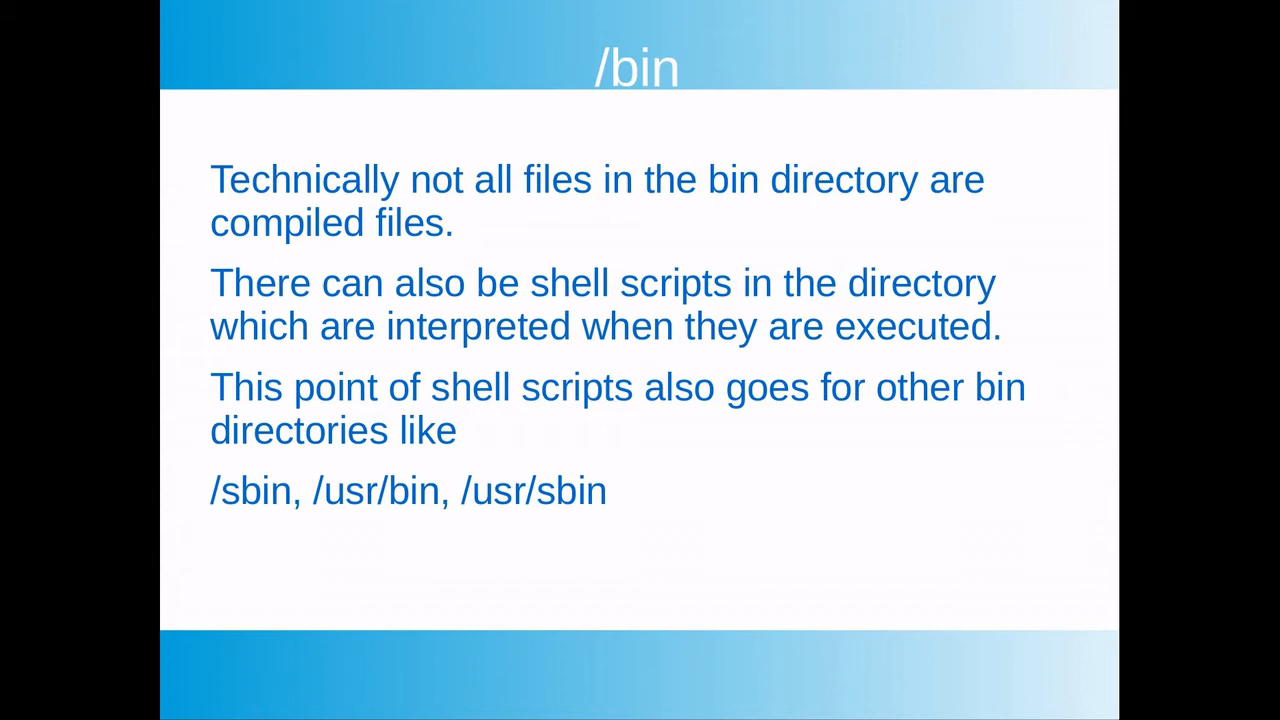 /bin
Technically not all files in the bin directory are
compiled files.
There can also be shell scripts in the directory
which are interpreted when they are executed.
This point of shell scripts also goes for other bin
directories like
/sbin, /usr/bin, /usr/sbin